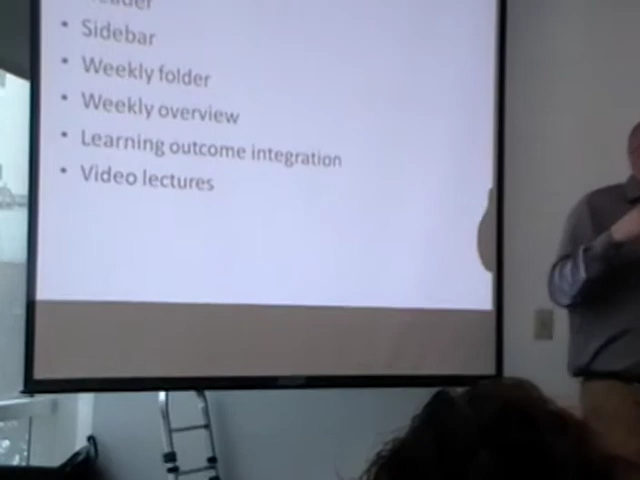 • Sidebar
• Weekly folder
• Weekly overview
• Learning outcome integration
• Video lectures